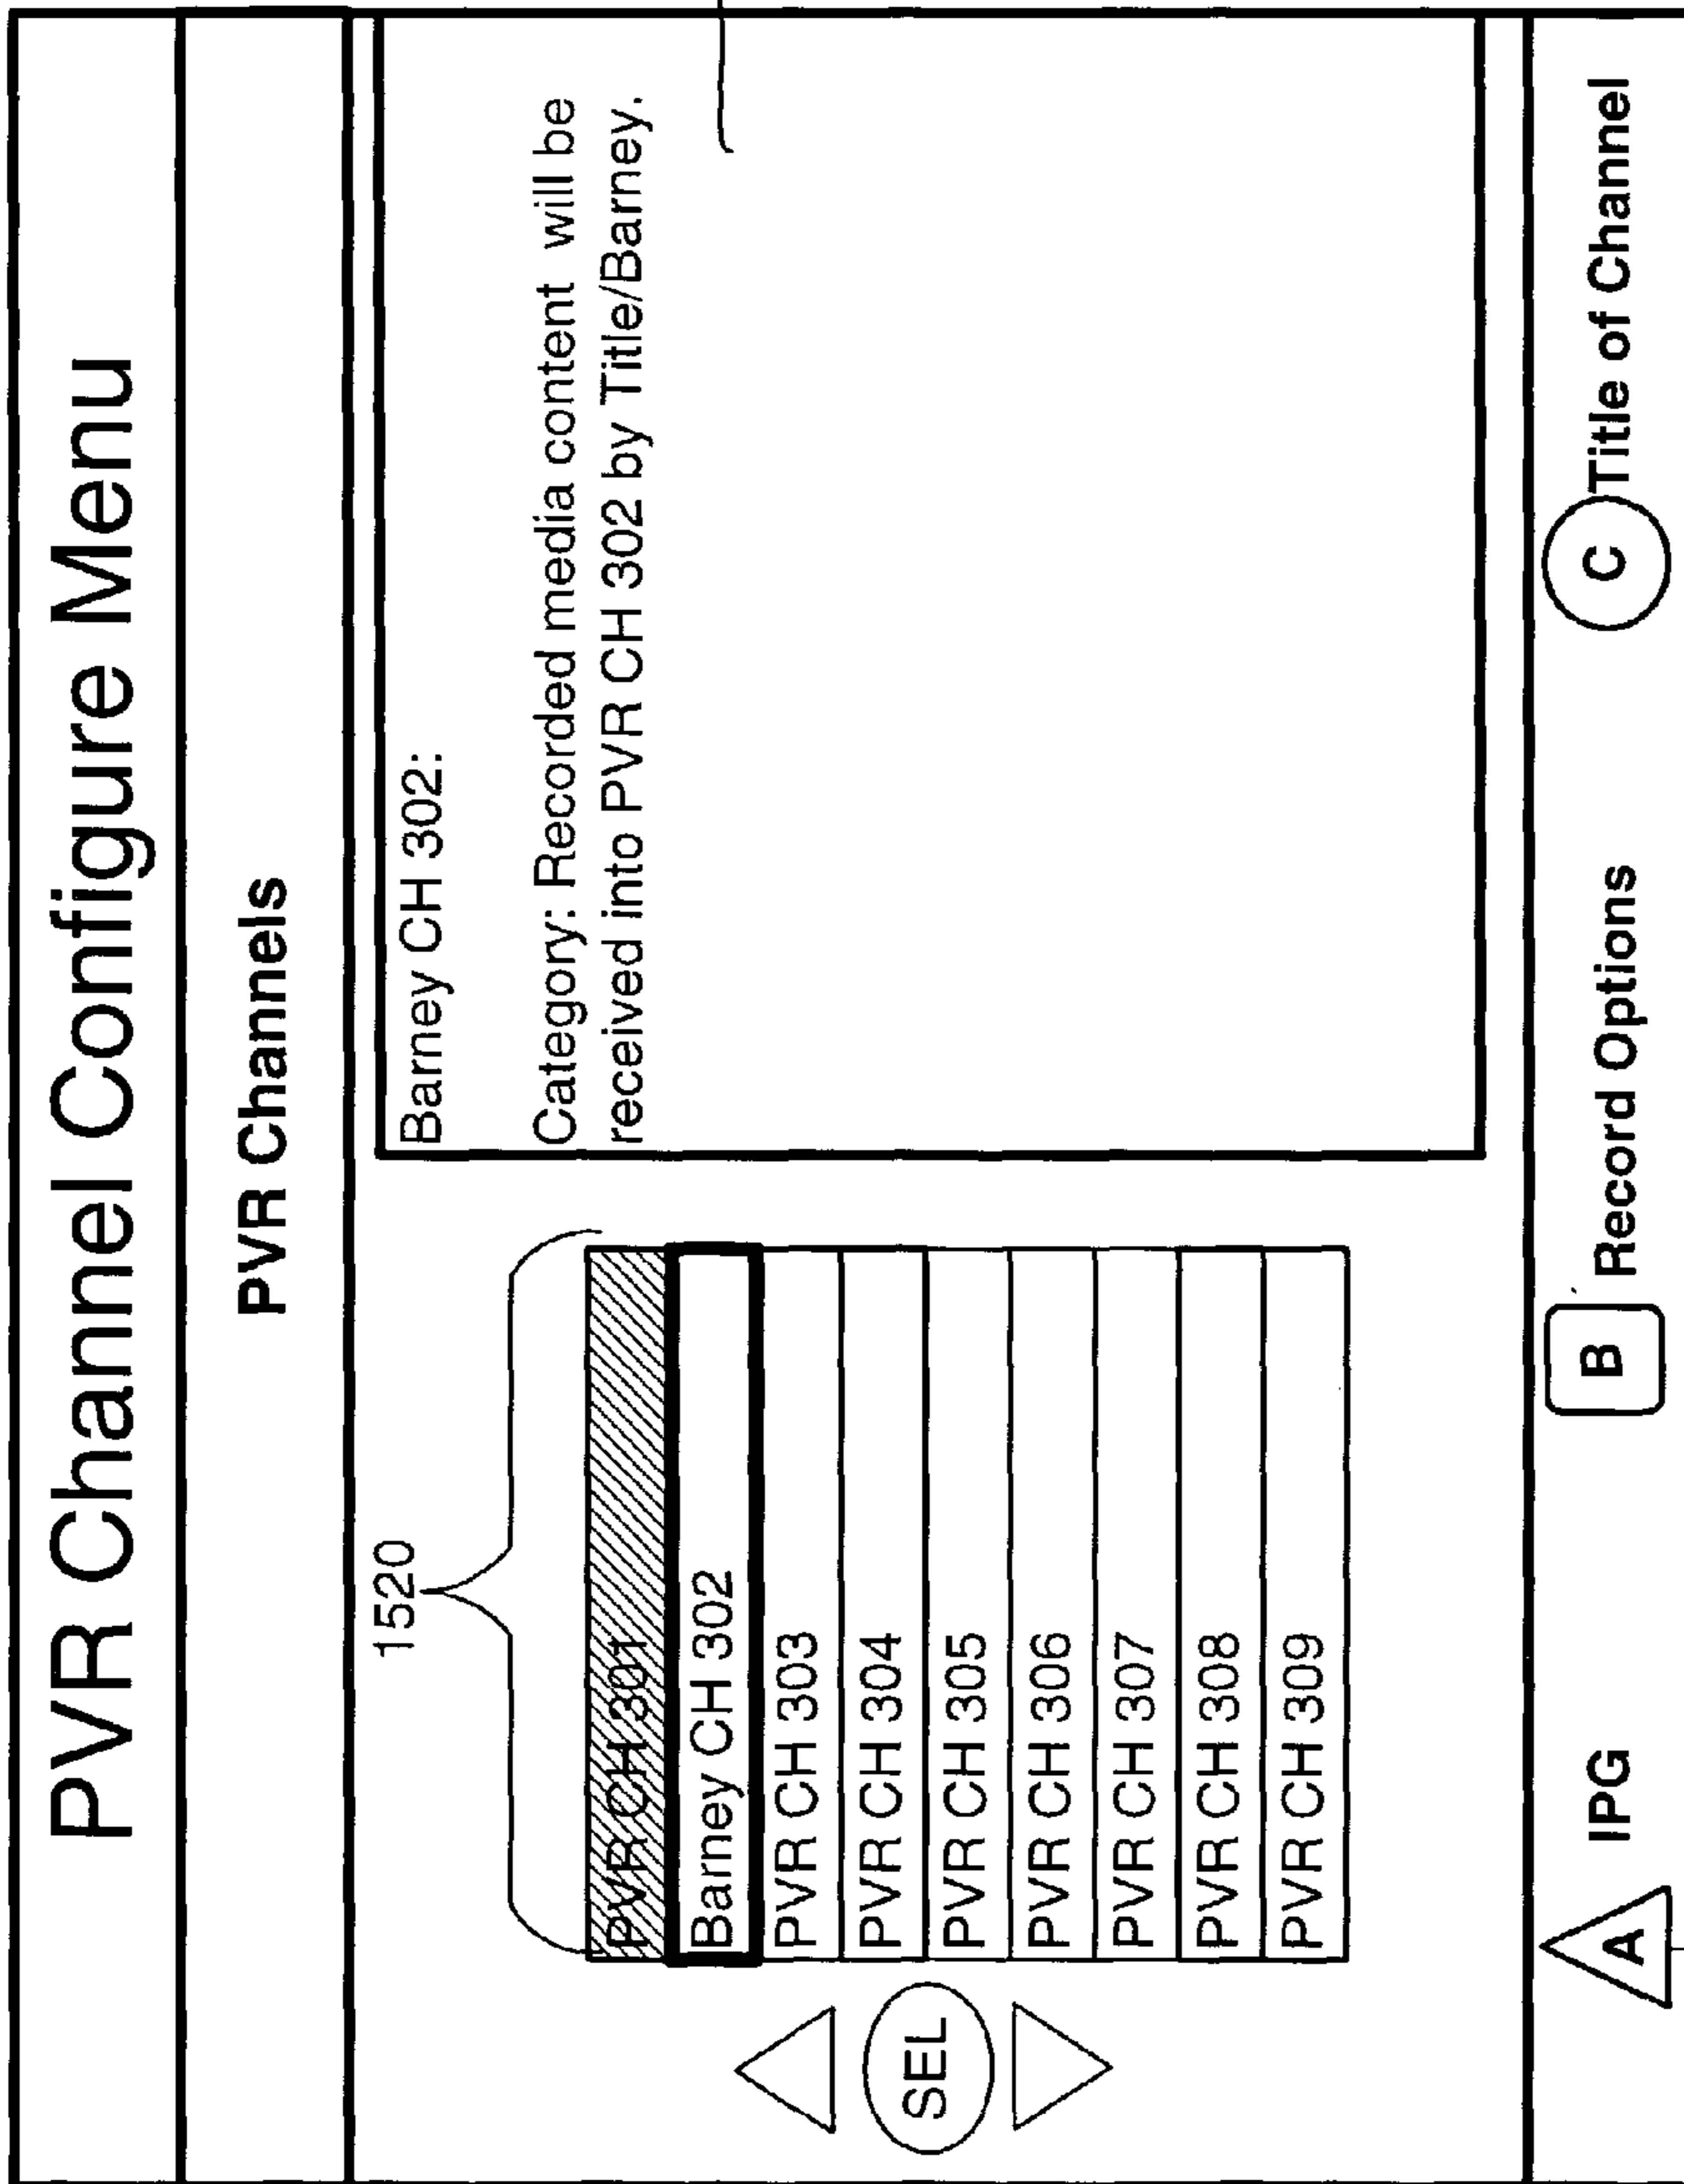 PVR Channel Configure Menu
PVR Channels
1520
PVR CH 301
Barney CH 302
PVR CH 303
PVR CH 304
PVR CH 305
PVR CH 306
PVR CH 307
PVR CH 308
PVR CH 309
SEL
Barney CH 302:
Category: Recorded media content will be
received into PVR CH 302 by Title/Barney.
A IPG
B Record Options
C Title of Channel